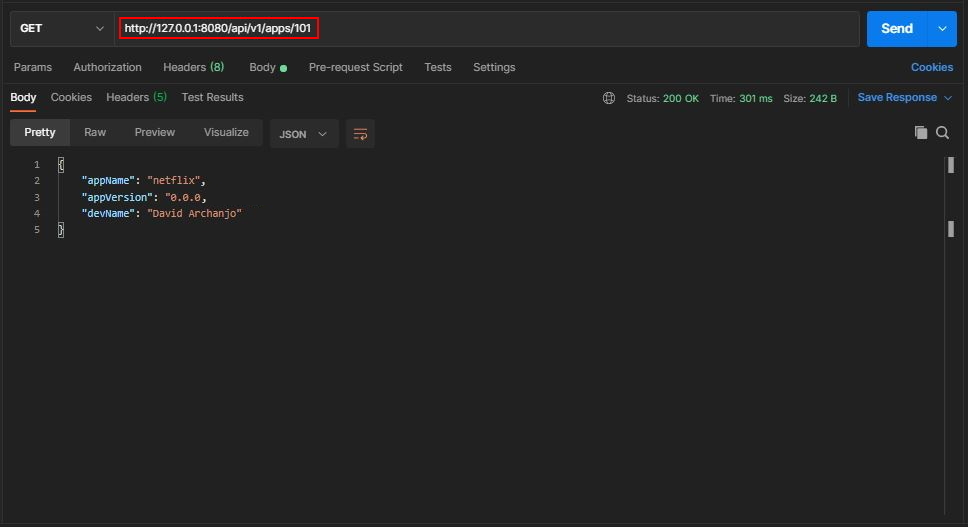 GET http://127.0.0.1:8080/api/v1/apps/101 Send
Params Authorization Headers (8) Body Pre-request Script Tests Settings Cookies
Body Cookies Headers (5) Test Results Status: 200 OK Time: 301 ms Size: 242 B Save Response
Pretty Raw Preview Visualize JSON
1 {
2 "appName": "netflix",
3 "appVersion": "0.0.0,
4 "devName": "David Archanjo"
5 }